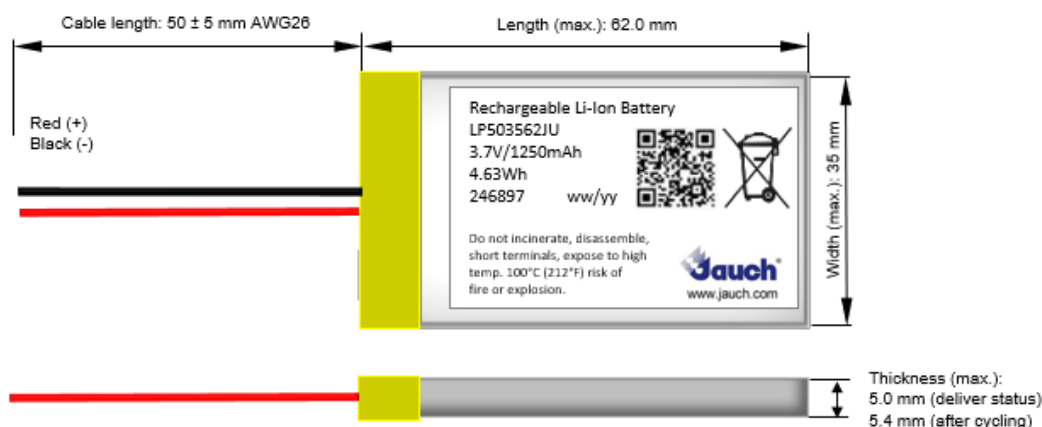 Cable length: 50 ± 5 mm AWG26
Length (max.): 62.0 mm
Red (+)
Black (-)
Rechargeable Li-Ion Battery
LP503562JU
3.7V/1250mAh
4.63Wh
246897 ww/yy
Do not incinerate, disassemble,
short terminals, expose to high
temp. 100°C (212°F) risk of
fire or explosion.
Jauch®
www.jauch.com
Width (max.): 35 mm
Thickness (max.):
5.0 mm (deliver status)
5.4 mm (after cycling)